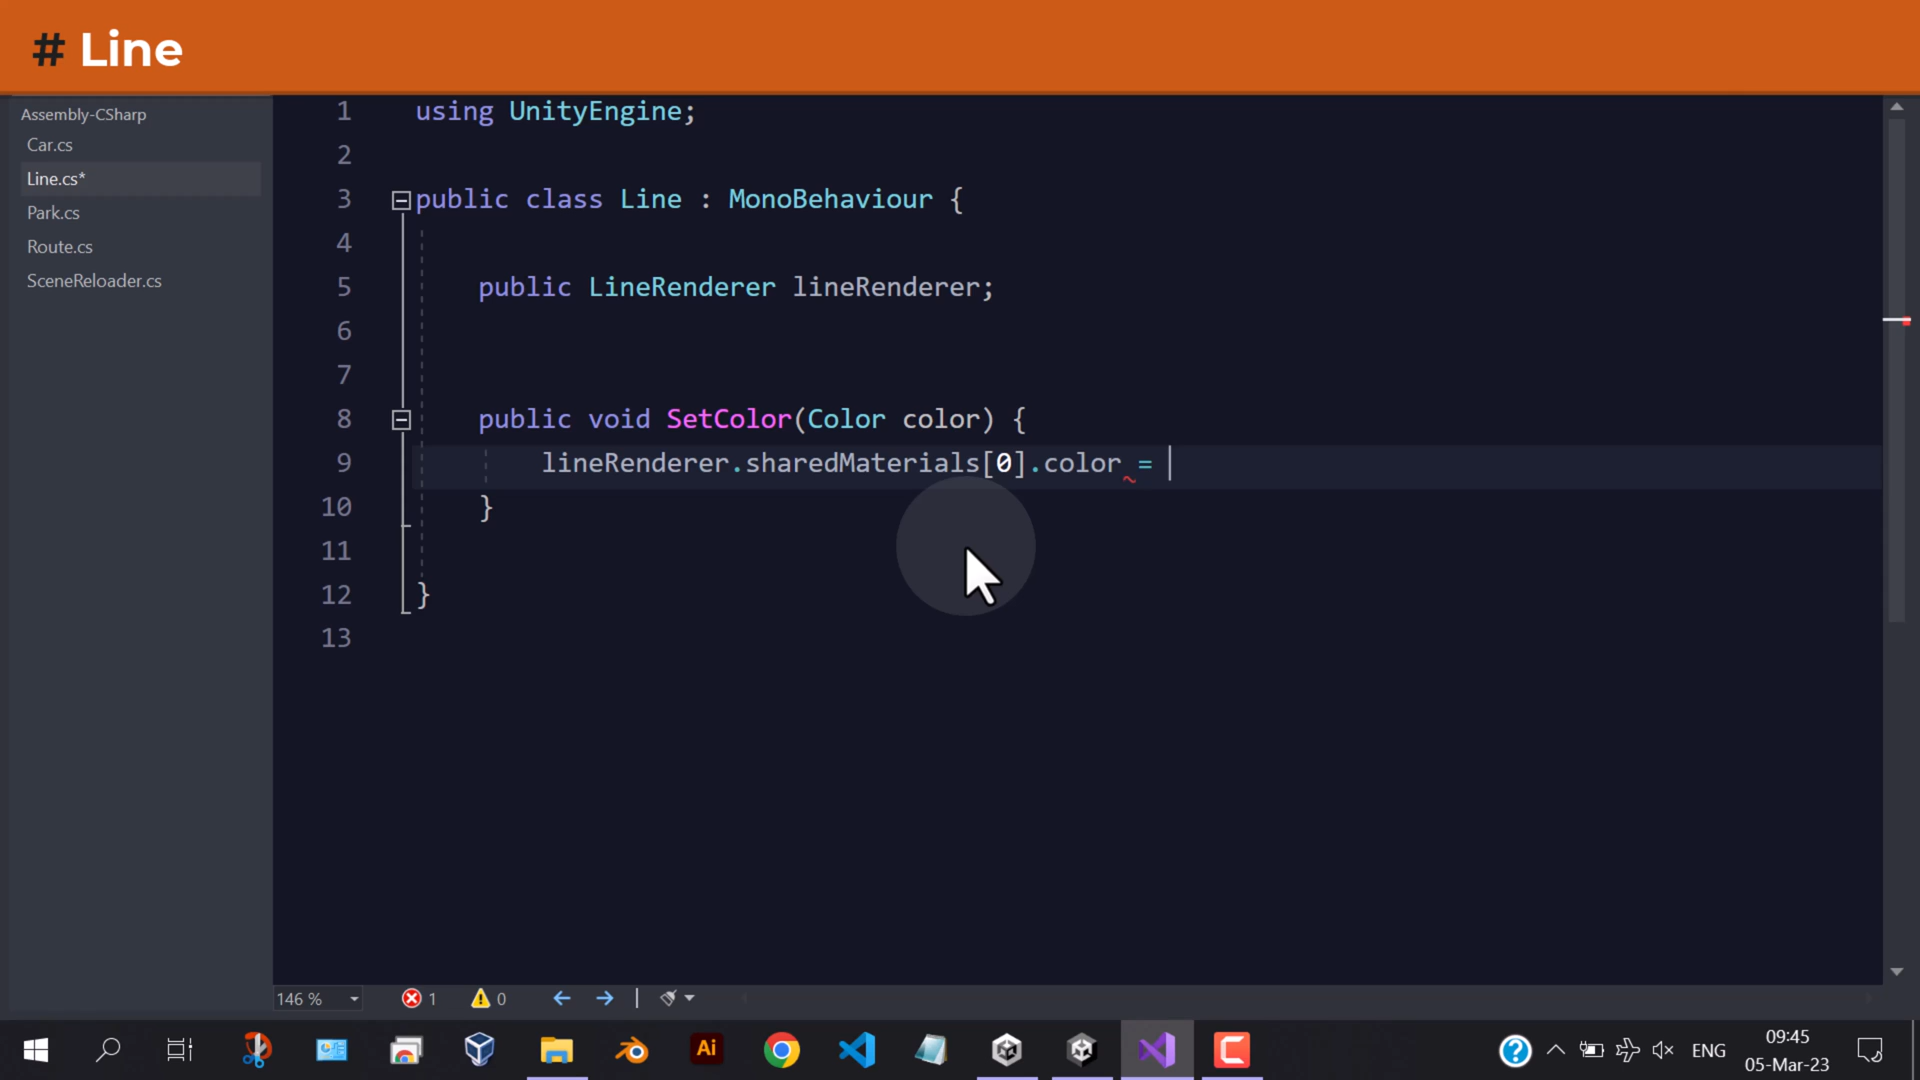 # Line
Assembly-CSharp
Car.cs
Line.cs*
Park.cs
Route.cs
SceneReloader.cs
1 using UnityEngine;
2
3 public class Line : MonoBehaviour {
4
5 public LineRenderer lineRenderer;
6
7
8 public void SetColor(Color color) {
9 lineRenderer.sharedMaterials[0].color =
10 }
11
12 }
13
146 % 1 0
Ai
ENG
09:45
05-Mar-23